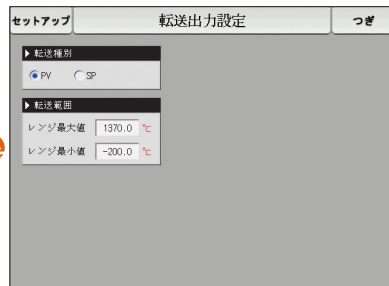 セットアップ 転送出力設定 つぎ
▶ 転送種別
PV SP
▶ 転送範囲
レンジ最大値 1370.0 ℃
レンジ最小値 -200.0 ℃
e